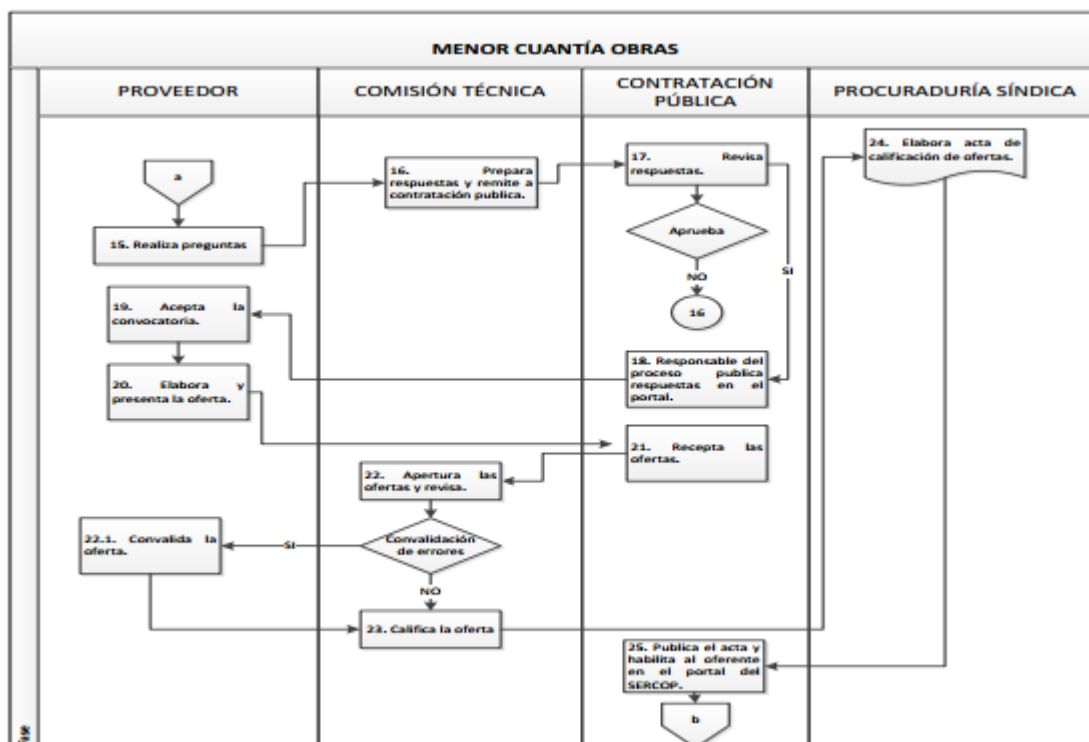 MENOR CUANTÍA OBRAS
PROVEEDOR
COMISIÓN TÉCNICA
CONTRATACIÓN
PÚBLICA
PROCURADURÍA SÍNDICA
a
15. Realiza preguntas
16. Prepara
respuestas y remite a
contratación publica.
17. Revisa
respuestas.
Aprueba
NO
16
SI
18. Responsable del
proceso publica
respuestas en el
portal.
19. Acepta la
convocatoria.
20. Elabora y
presenta la oferta.
21. Recepta las
ofertas.
22. Apertura las
ofertas y revisa.
Convalidación
de errores
SI
NO
22.1. Convalida la
oferta.
23. Califica la oferta
24. Elabora acta de
calificación de ofertas.
25. Publica el acta y
habilita al oferente
en el portal del
SERCOP.
b